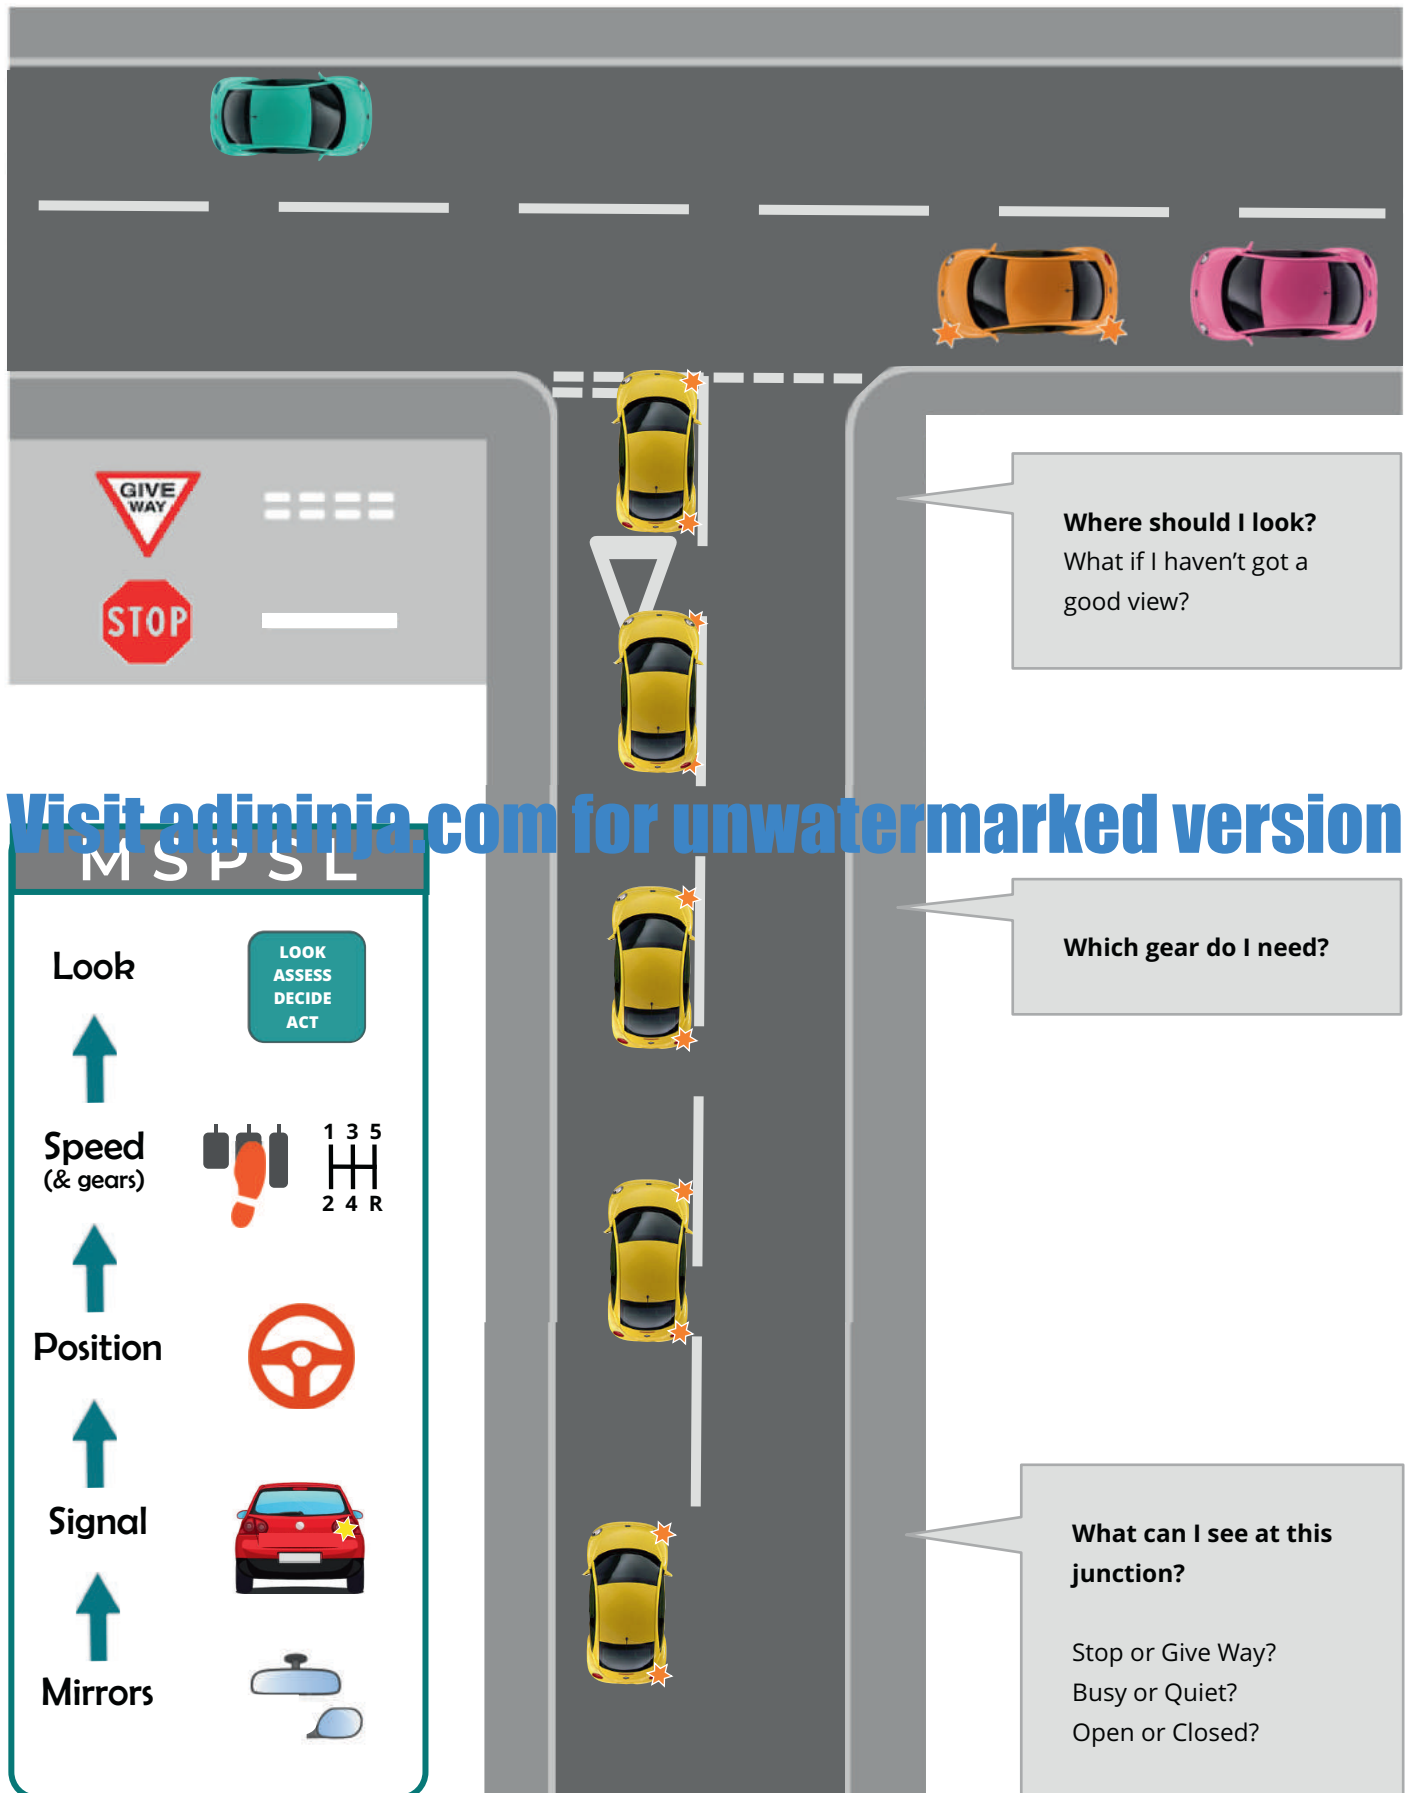 GIVE
WAY
STOP
Where should I look?
What if I haven't got a
good view?
Visit adininja.com for unwatermarked version
MSPSL
Look
LOOK
ASSESS
DECIDE
ACT
Which gear do I need?
Speed
(& gears)
1 3 5
2 4 R
Position
Signal
Mirrors
What can I see at this
junction?
Stop or Give Way?
Busy or Quiet?
Open or Closed?